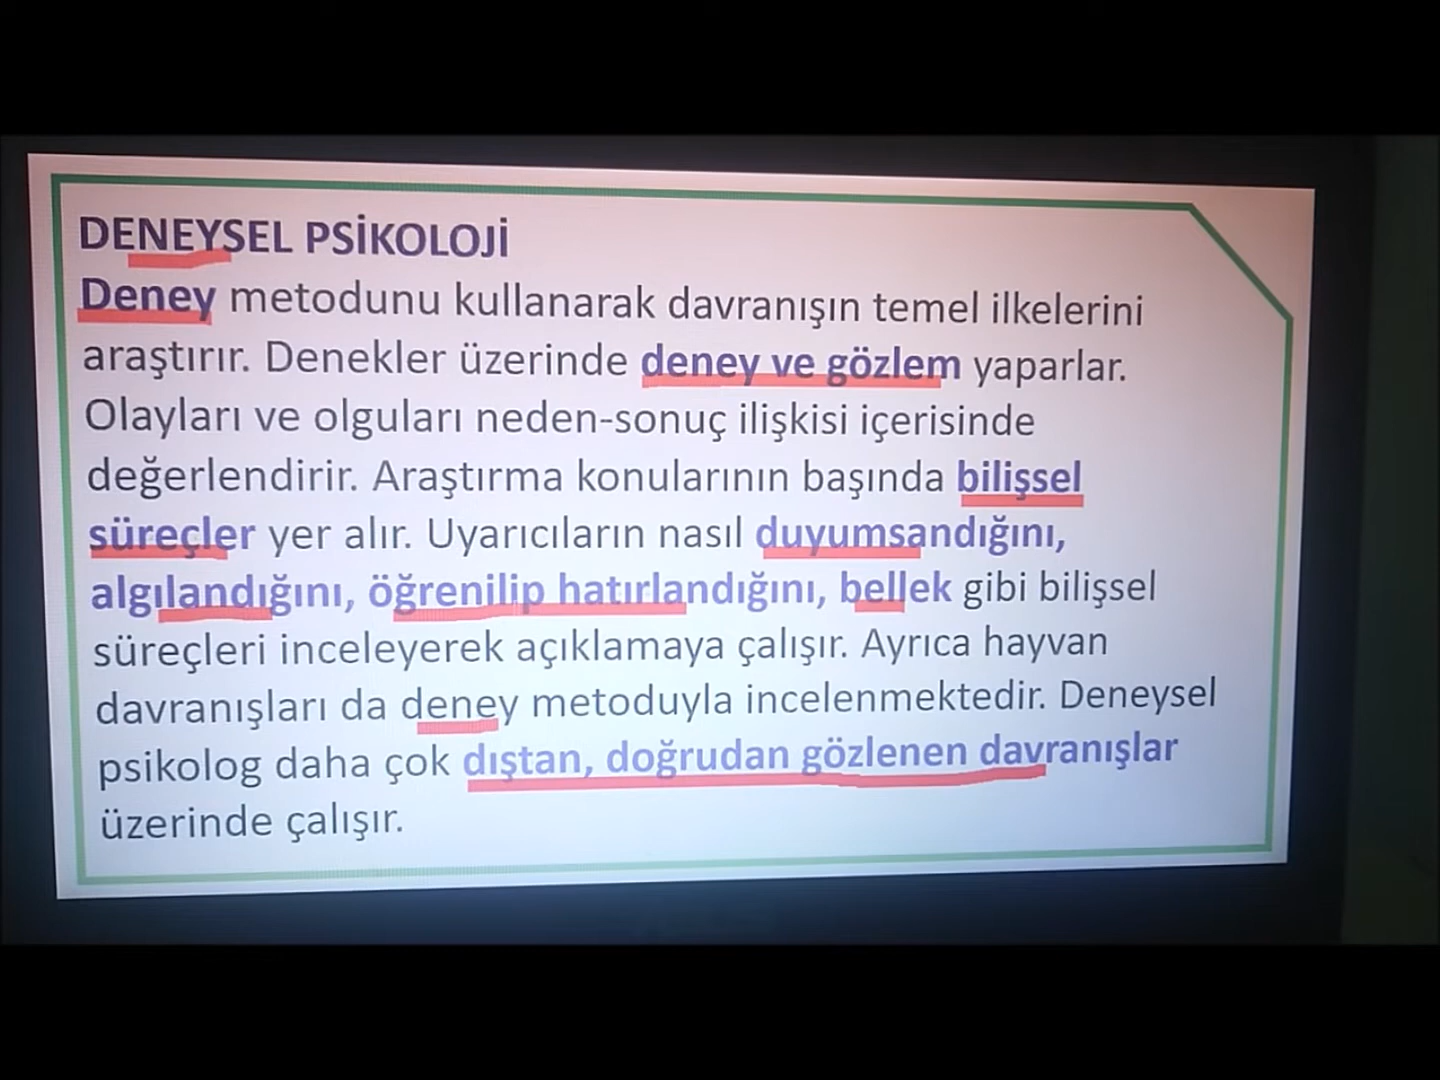 DENEYSEL PSİKOLOJİ
Deney metodunu kullanarak davranışın temel ilkelerini
araştırır. Denekler üzerinde deney ve gözlem yaparlar.
Olayları ve olguları neden-sonuç ilişkisi içerisinde
değerlendirir. Araştırma konularının başında bilişsel
süreçler yer alır. Uyarıcıların nasıl duyumsandığını,
algılandığını, öğrenilip hatırlandığını, bellek gibi bilişsel
süreçleri inceleyerek açıklamaya çalışır. Ayrıca hayvan
davranışları da deney metoduyla incelenmektedir. Deneysel
psikolog daha çok dıştan, doğrudan gözlenen davranışlar
üzerinde çalışır.